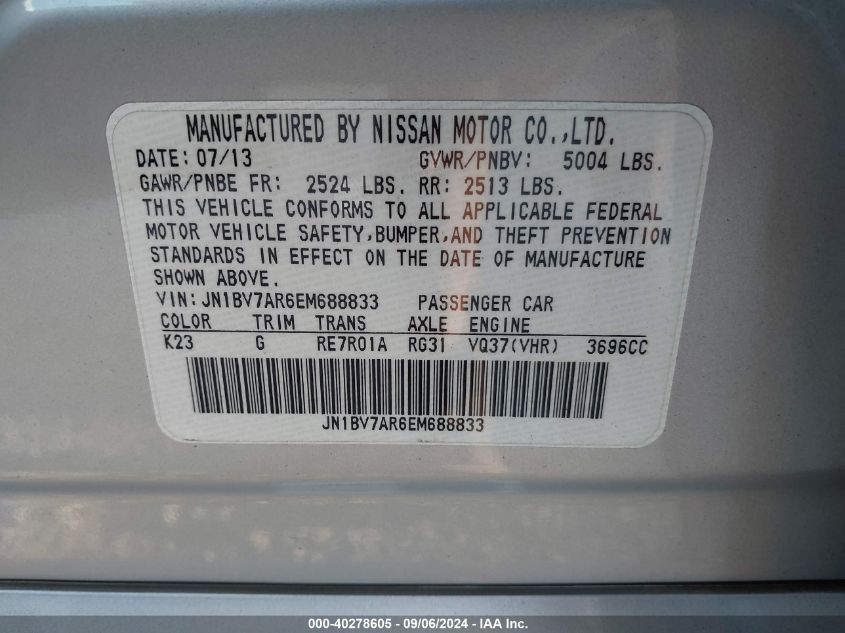 MANUFACTURED BY NISSAN MOTOR CO.,LTD.
DATE: 07/13 GVWR/PNBV: 5004 LBS.
GAWR/PNBE FR: 2524 LBS. RR: 2513 LBS.
THIS VEHICLE CONFORMS TO ALL APPLICABLE FEDERAL
MOTOR VEHICLE SAFETY,BUMPER,AND THEFT PREVENTION
STANDARDS IN EFFECT ON THE DATE OF MANUFACTURE
SHOWN ABOVE.
VIN:JN1BV7AR6EM688833 PASSENGER CAR
COLOR TRIM TRANS AXLE ENGINE
K23 G RE7R01A RG31 VQ37(VHR) 3696CC
JN1BV7AR6EM688833
000-40278605 - 09/06/2024 - IAA Inc.